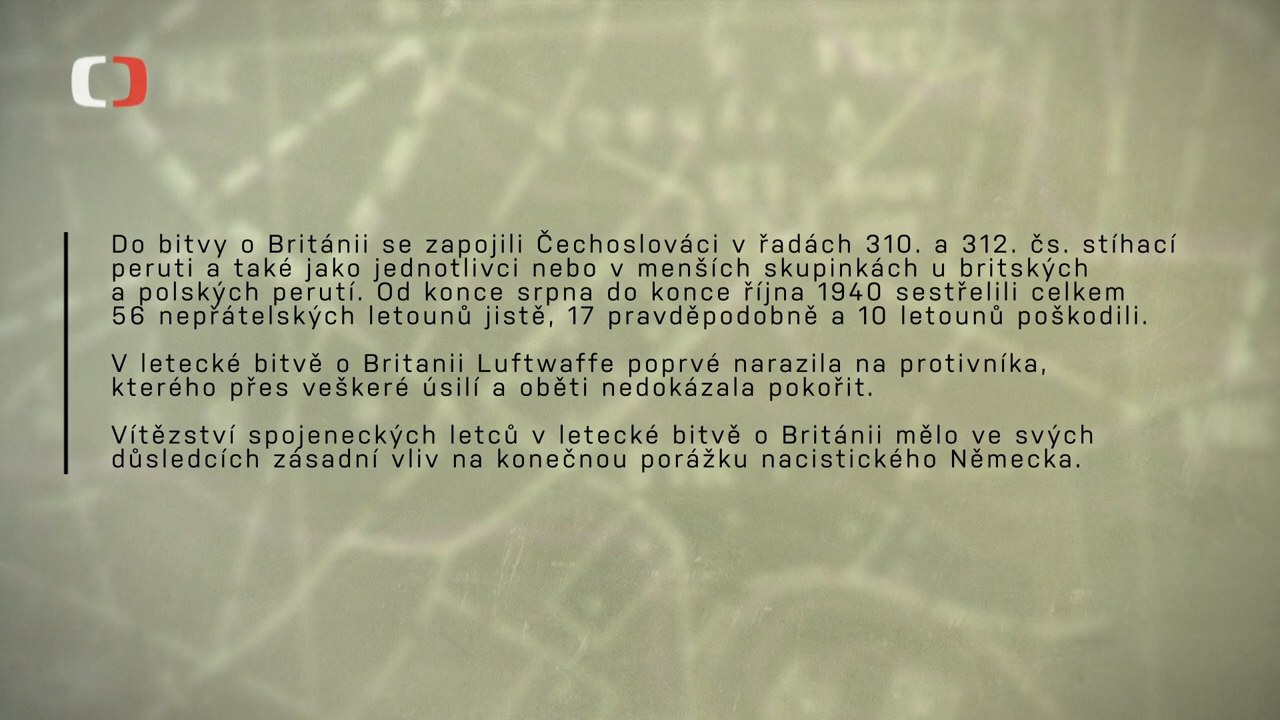 Do bitvy o Británii se zapojili Čechoslováci v řadách 310. a 312. čs. stíhací
peruti a také jako jednotlivci nebo v menších skupinkách u britských
a polských perutí. Od konce srpna do konce října 1940 sestřelili celkem
56 nepřátelských letounů jistě, 17 pravděpodobně a 10 letounů poškodili.
V letecké bitvě o Britanii Luftwaffe poprvé narazila na protivníka,
kterého přes veškeré úsilí a oběti nedokázala pokořit.
Vítězství spojeneckých letců v letecké bitvě o Británii mělo ve svých
důsledcích zásadní vliv na konečnou porážku nacistického Německa.